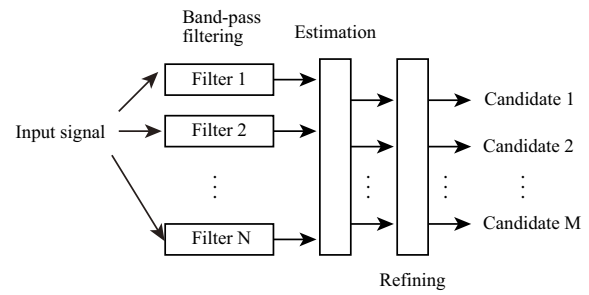 Band-pass
filtering
Estimation
Filter 1
Candidate 1
Input signal
Filter 2
Candidate 2
Filter N
Candidate M
Refining